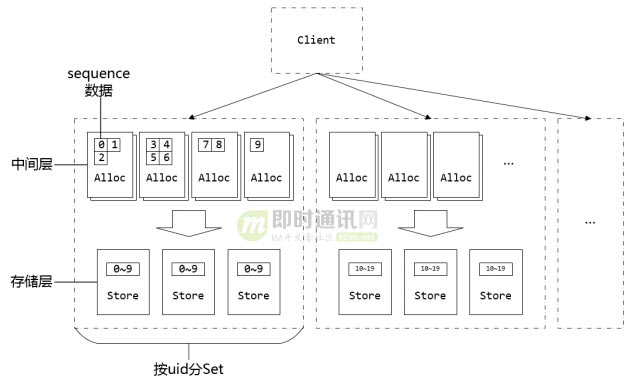 Client
sequence
数据
中间层
0 1
2
Alloc
3 4
5 6
Alloc
7 8
Alloc
9
Alloc
Alloc
Alloc
Alloc
...
...
即时通讯网
IM开发者社区 52im.net
存储层
0~9
Store
0~9
Store
0~9
Store
10~19
Store
10~19
Store
10~19
Store
按uid分Set